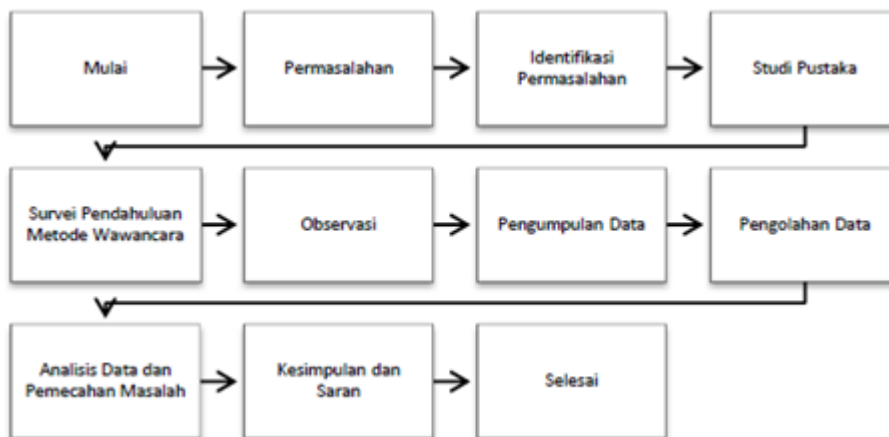 Mulai
Permasalahan
Identifikasi
Permasalahan
Studi Pustaka
Survei Pendahuluan
Metode Wawancara
Observasi
Pengumpulan Data
Pengolahan Data
Analisis Data dan
Pemecahan Masalah
Kesimpulan dan
Saran
Selesai